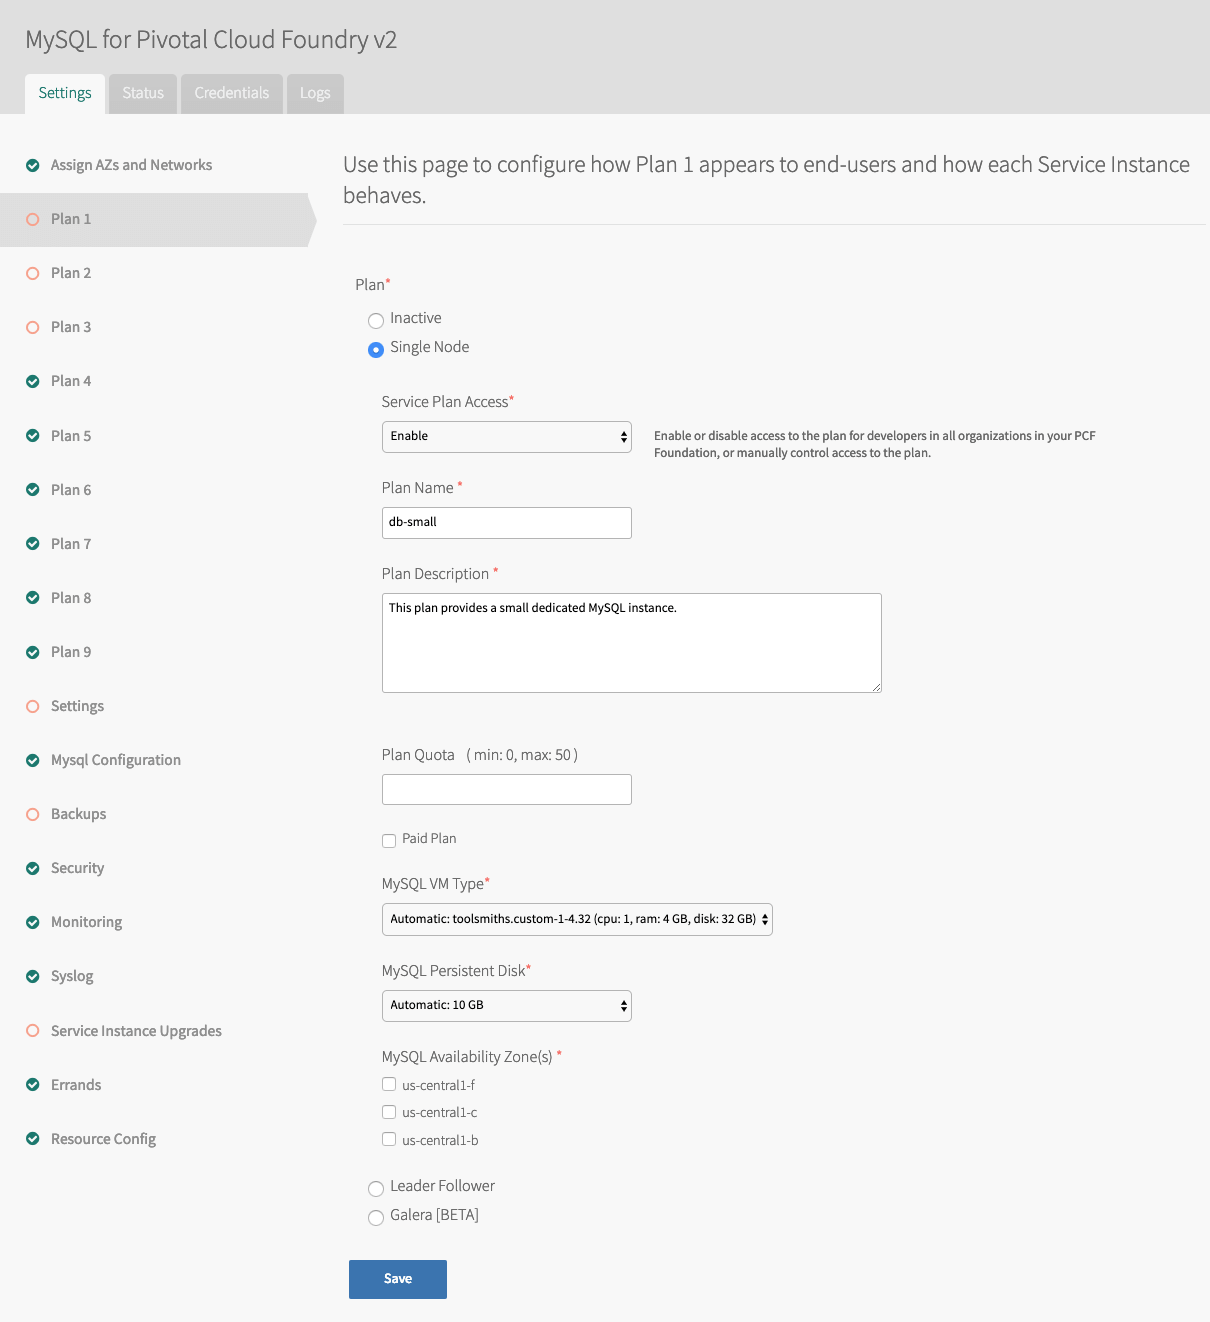 MySQL for Pivotal Cloud Foundry v2
Settings
Status
Credentials
Logs
Assign AZs and Networks
Plan 1
Plan 2
Plan 3
Plan 4
Plan 5
Plan 6
Plan 7
Plan 8
Plan 9
Settings
Mysql Configuration
Backups
Security
Monitoring
Syslog
Service Instance Upgrades
Errands
Resource Config
Use this page to configure how Plan 1 appears to end-users and how each Service Instance
behaves.
Plan*
Inactive
Single Node
Service Plan Access*
Enable
Enable or disable access to the plan for developers in all organizations in your PCF
Foundation, or manually control access to the plan.
Plan Name *
db-small
Plan Description *
This plan provides a small dedicated MySQL instance.
Plan Quota ( min: 0, max: 50 )
Paid Plan
MySQL VM Type*
Automatic: toolsmiths.custom-1-4.32 (cpu: 1, ram: 4 GB, disk: 32 GB)
MySQL Persistent Disk*
Automatic: 10 GB
MySQL Availability Zone(s) *
us-central1-f
us-central1-c
us-central1-b
Leader Follower
Galera [BETA]
Save